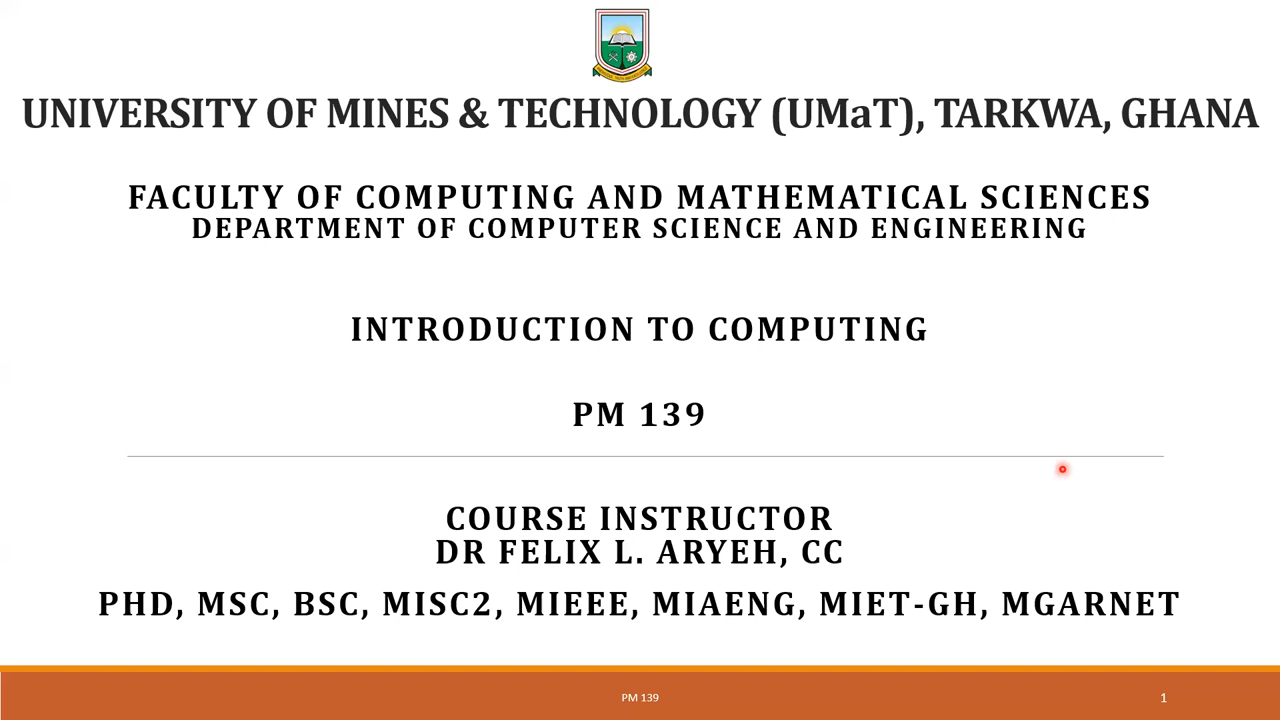 UNIVERSITY OF MINES & TECHNOLOGY (UMaT), TARKWA, GHANA
FACULTY OF COMPUTING AND MATHEMATICAL SCIENCES
DEPARTMENT OF COMPUTER SCIENCE AND ENGINEERING
INTRODUCTION TO COMPUTING
PM 139
COURSE INSTRUCTOR
DR FELIX L. ARYEH, CC
PHD, MSC, BSC, MISC2, MIEEE, MIAENG, MIET-GH, MGARNET
PM 139
1